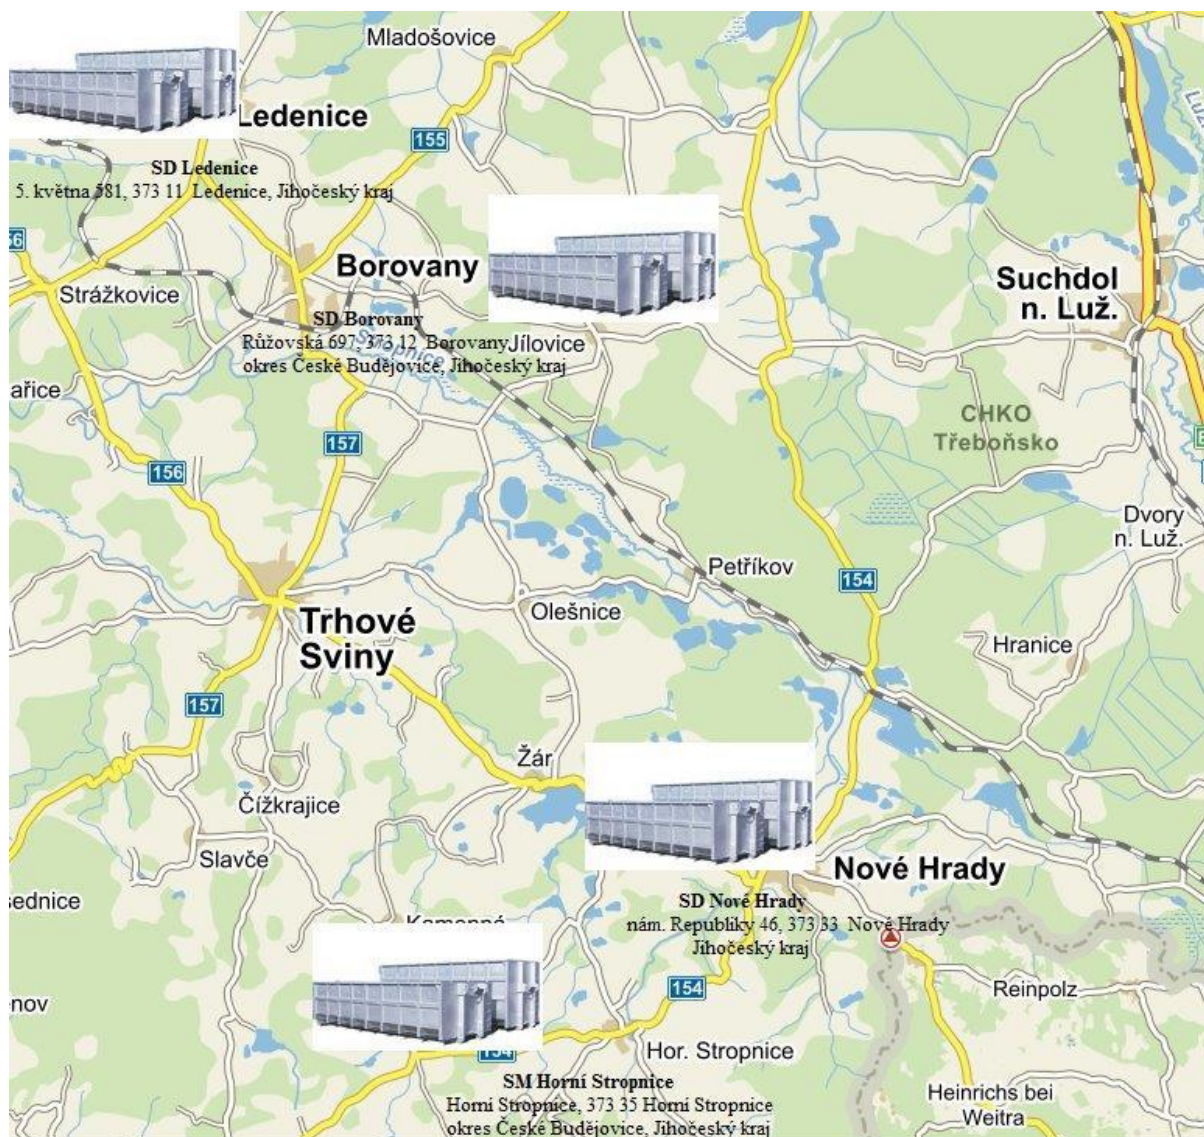 Mladošovice
Ledenice
155
SD Ledenice
5. května 581, 373 11 Ledenice, Jihočeský kraj
Borovany
Suchdol
n. Luž.
Strážkovice
SD Borovany
Růžovská 697, 373 12 Borovany
Jílovice
okres České Budějovice, Jihočeský kraj
Stropnice
CHKO
Třeboňsko
157
156
Dvory
n. Luž.
Petříkov
154
Olešnice
Trhové
Sviny
Hranice
157
Žár
Čížkrajice
Slavče
Nové Hrady
SD Nové Hrady
nám. Republiky 46, 373 33 Nové Hrady
Jihočeský kraj
154
Reinpolz
Hor. Stropnice
154
SM Horní Stropnice
Horní Stropnice, 373 35 Horní Stropnice
okres České Budějovice, Jihočeský kraj
Heinrichs bei
Weitra